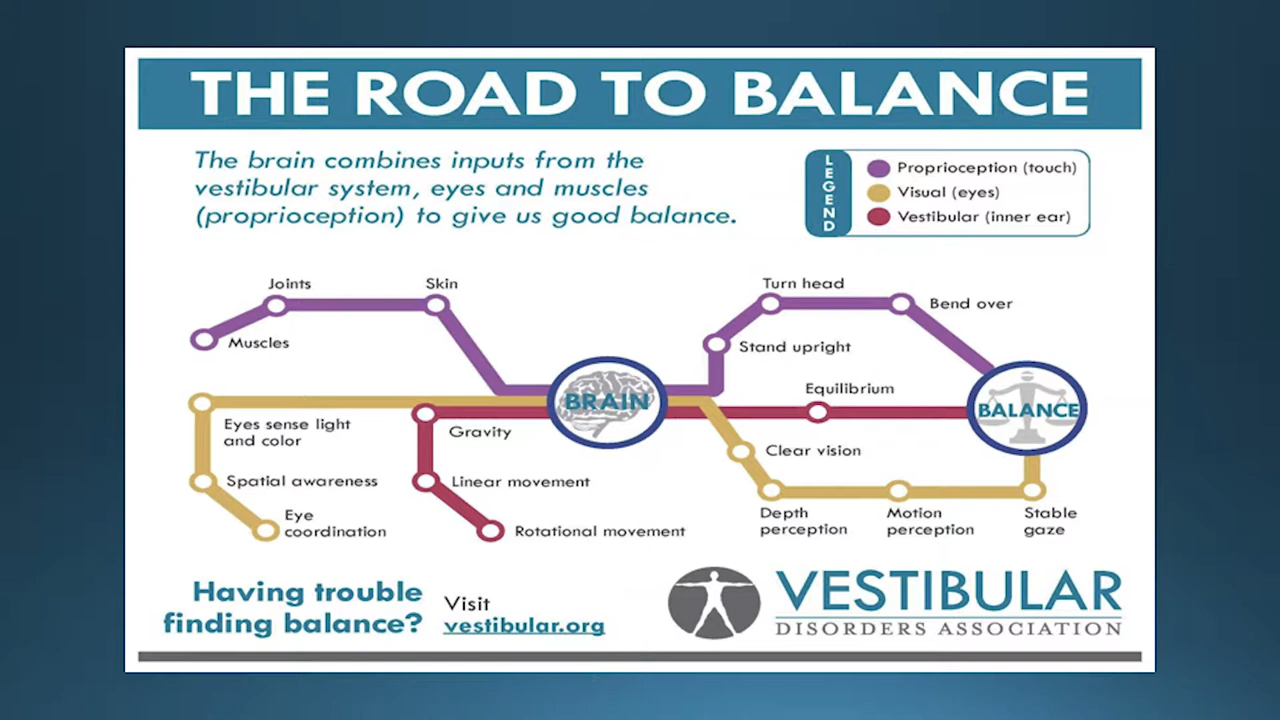 THE ROAD TO BALANCE
The brain combines inputs from the
vestibular system, eyes and muscles
(proprioception) to give us good balance.
LEGEND
Proprioception (touch)
Visual (eyes)
Vestibular (inner ear)
Joints
Skin
Muscles
Turn head
Bend over
Stand upright
BRAIN
Equilibrium
BALANCE
Eyes sense light
and color
Gravity
Clear vision
Spatial awareness
Linear movement
Eye
coordination
Rotational movement
Depth
perception
Motion
perception
Stable
gaze
Having trouble
finding balance?
Visit
vestibular.org
VESTIBULAR
DISORDERS ASSOCIATION